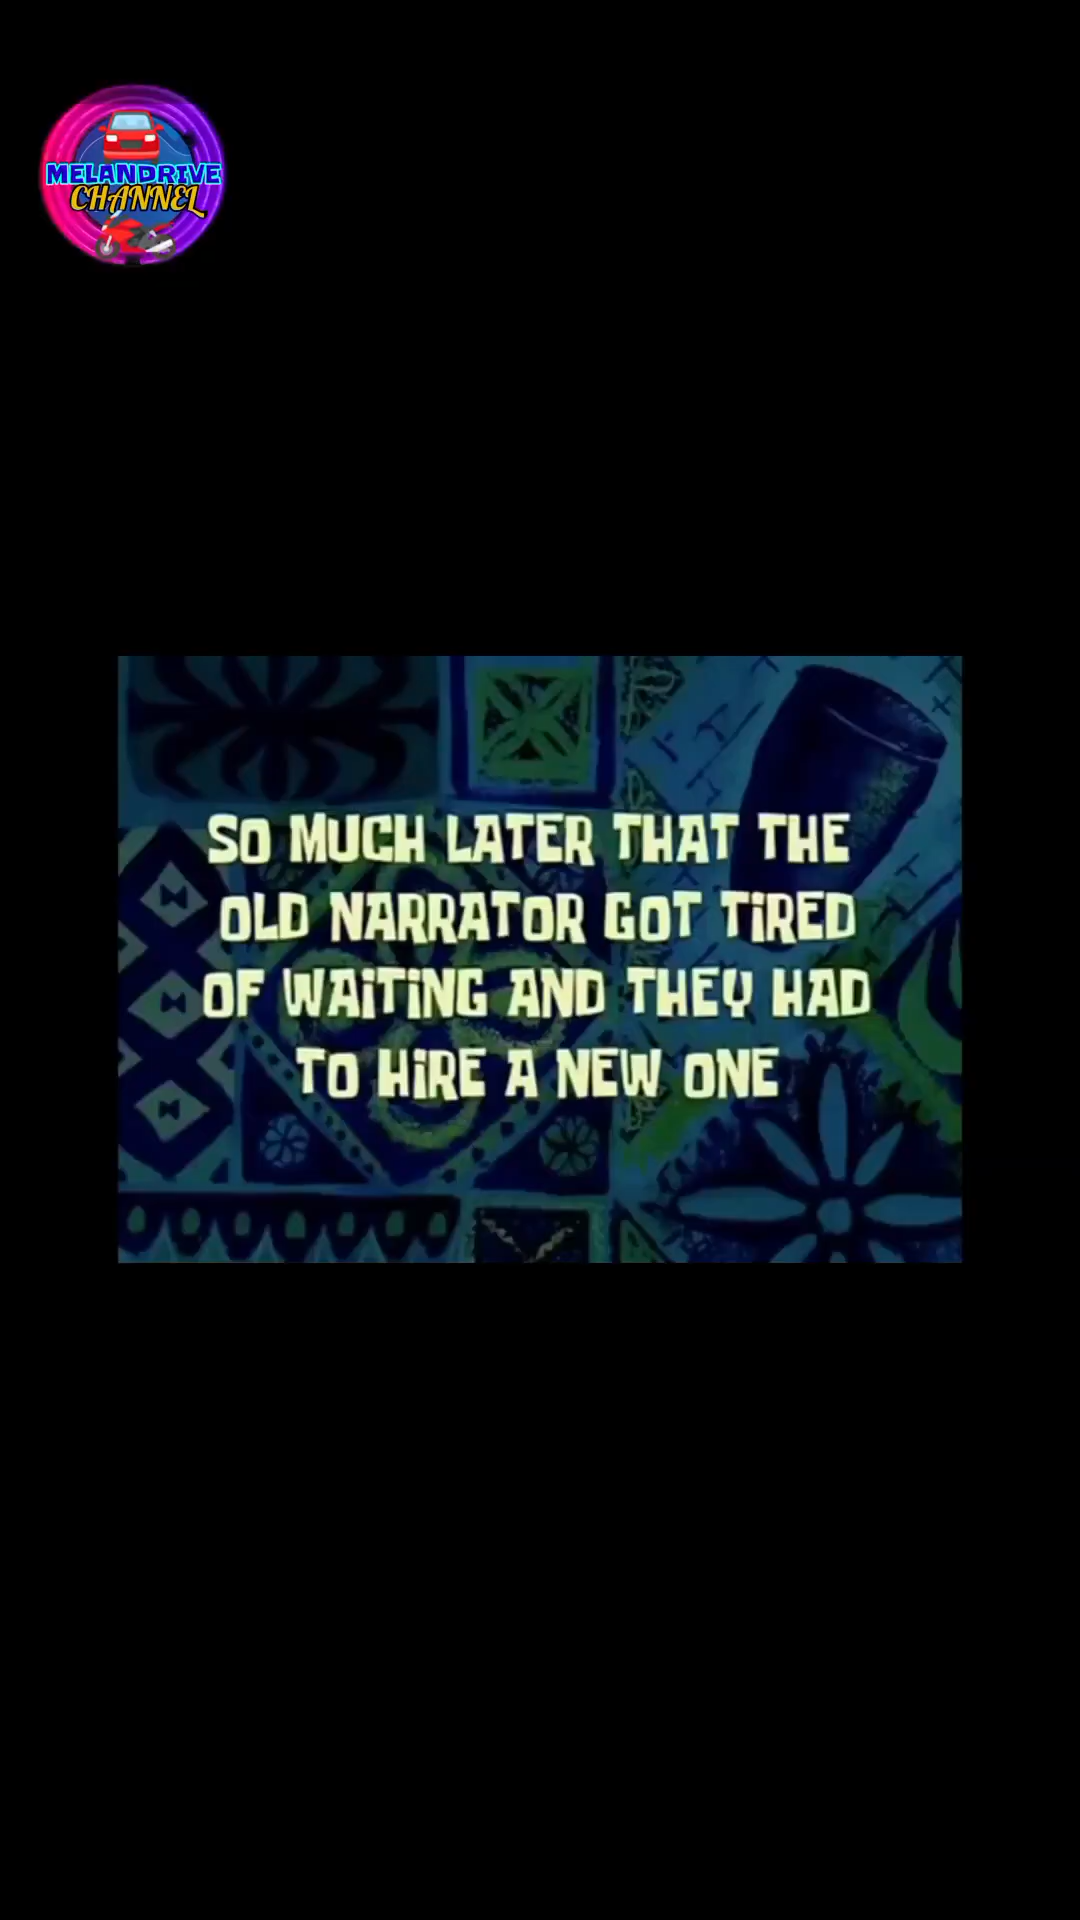 MELANDRIVE
CHANNEL
SO MUCH LATER THAT THE
OLD NARRATOR GOT TiRED
OF WAiTiNG AND THEY HAD
TO HiRE A NEW ONE